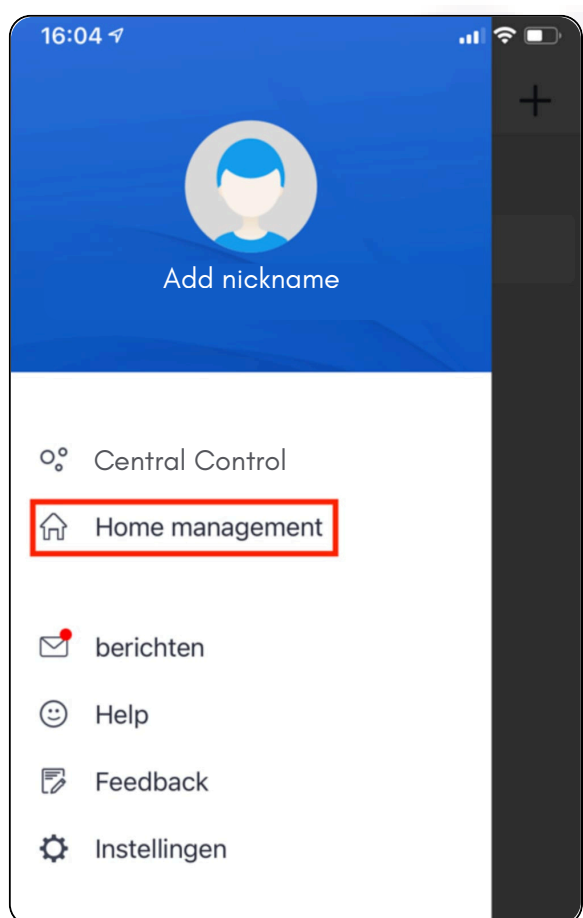 16:04
Add nickname
Central Control
Home management
berichten
Help
Feedback
Instellingen